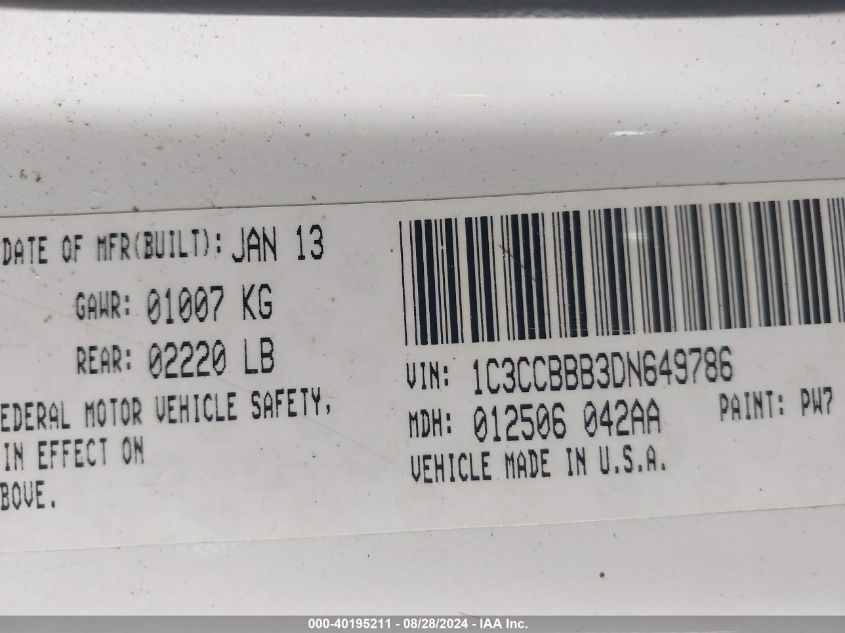 DATE OF MFR(BUILT): JAN 13
GAWR: 01007 KG
REAR: 02220 LB
EDERAL MOTOR VEHICLE SAFETY,
IN EFFECT ON
BOVE.
VIN: 1C3CCBBB3DN649786
MDH: 012506 042AA PAINT: PW7
VEHICLE MADE IN U.S.A.
000-40195211 - 08/28/2024 - IAA Inc.